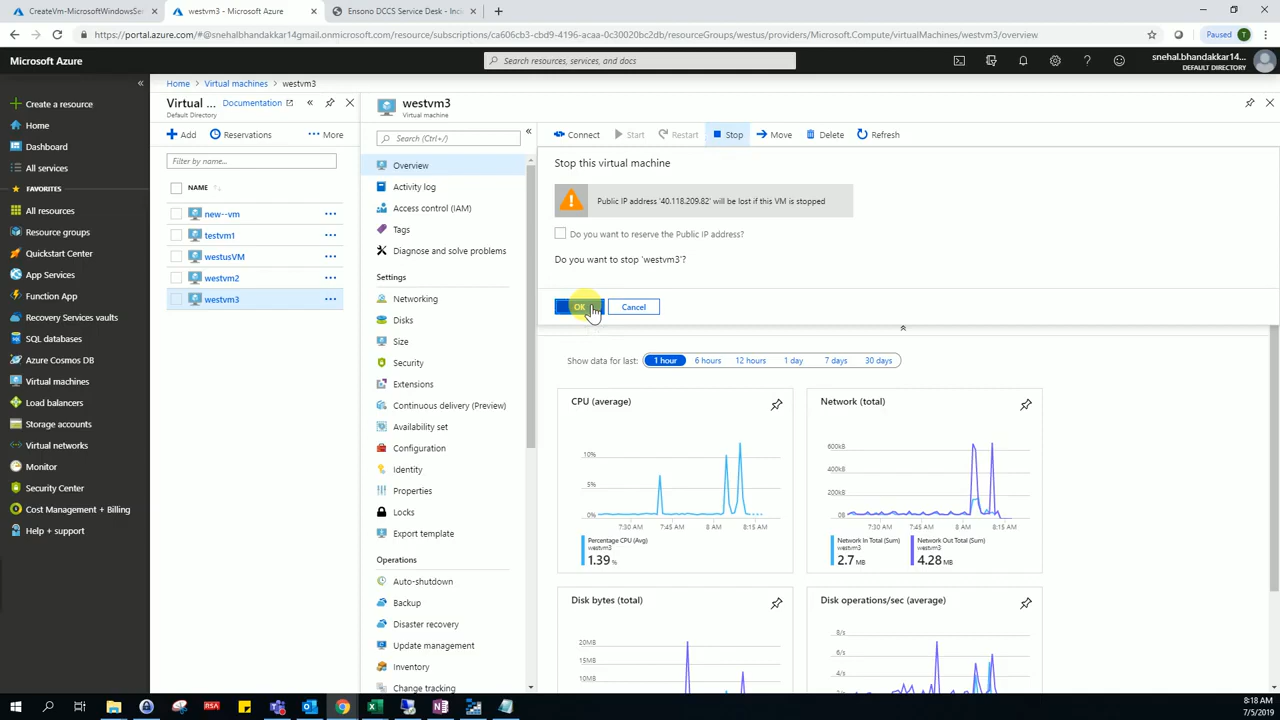 CreateVm-MicrosoftWindowsSe
westvm3 - Microsoft Azure
Ensono DCCS Service Desk - Inci
https://portal.azure.com/#@snehalbhandakkar14gmail.onmicrosoft.com/resource/subscriptions/cb6958c6-cbb3-cbd9-4196-acaa-0c30020bc2db/resourceGroups/westus/providers/Microsoft.Compute/virtualMachines/westvm3/overview
Paused
T
Microsoft Azure
Search resources, services, and docs
snehal.bhandakkar14...
DEFAULT DIRECTORY
Create a resource
Home
Dashboard
All services
FAVORITES
All resources
Resource groups
Quickstart Center
App Services
Function App
Recovery Services vaults
SQL databases
Azure Cosmos DB
Virtual machines
Load balancers
Storage accounts
Virtual networks
Monitor
Security Center
Cost Management + Billing
Help + support
Home
Virtual machines
westvm3
Virtual ...
Documentation
Default Directory
Add
Reservations
More
Filter by name...
NAME
new--vm
testvm1
westusVM
westvm2
westvm3
westvm3
Virtual machine
Search (Ctrl+/)
Overview
Activity log
Access control (IAM)
Tags
Diagnose and solve problems
Settings
Networking
Disks
Size
Security
Extensions
Continuous delivery (Preview)
Availability set
Configuration
Identity
Properties
Locks
Export template
Operations
Auto-shutdown
Backup
Disaster recovery
Update management
Inventory
Change tracking
Connect
Start
Restart
Stop
Move
Delete
Refresh
Stop this virtual machine
Public IP address '40.118.209.82' will be lost if this VM is stopped
Do you want to reserve the Public IP address?
Do you want to stop 'westvm3'?
OK
Cancel
Show data for last:
1 hour
6 hours
12 hours
1 day
7 days
30 days
CPU (average)
10%
5%
0%
7:30 AM
7:45 AM
8 AM
8:15 AM
Percentage CPU (Avg)
westvm3
1.39 %
Network (total)
600kB
400kB
200kB
0B
7:30 AM
7:45 AM
8 AM
8:15 AM
Network In Total (Sum)
westvm3
2.7 MB
Network Out Total (Sum)
westvm3
4.28 MB
Disk bytes (total)
20MB
15MB
10MB
Disk operations/sec (average)
8/s
6/s
4/s
RSA
8:18 AM
7/5/2019